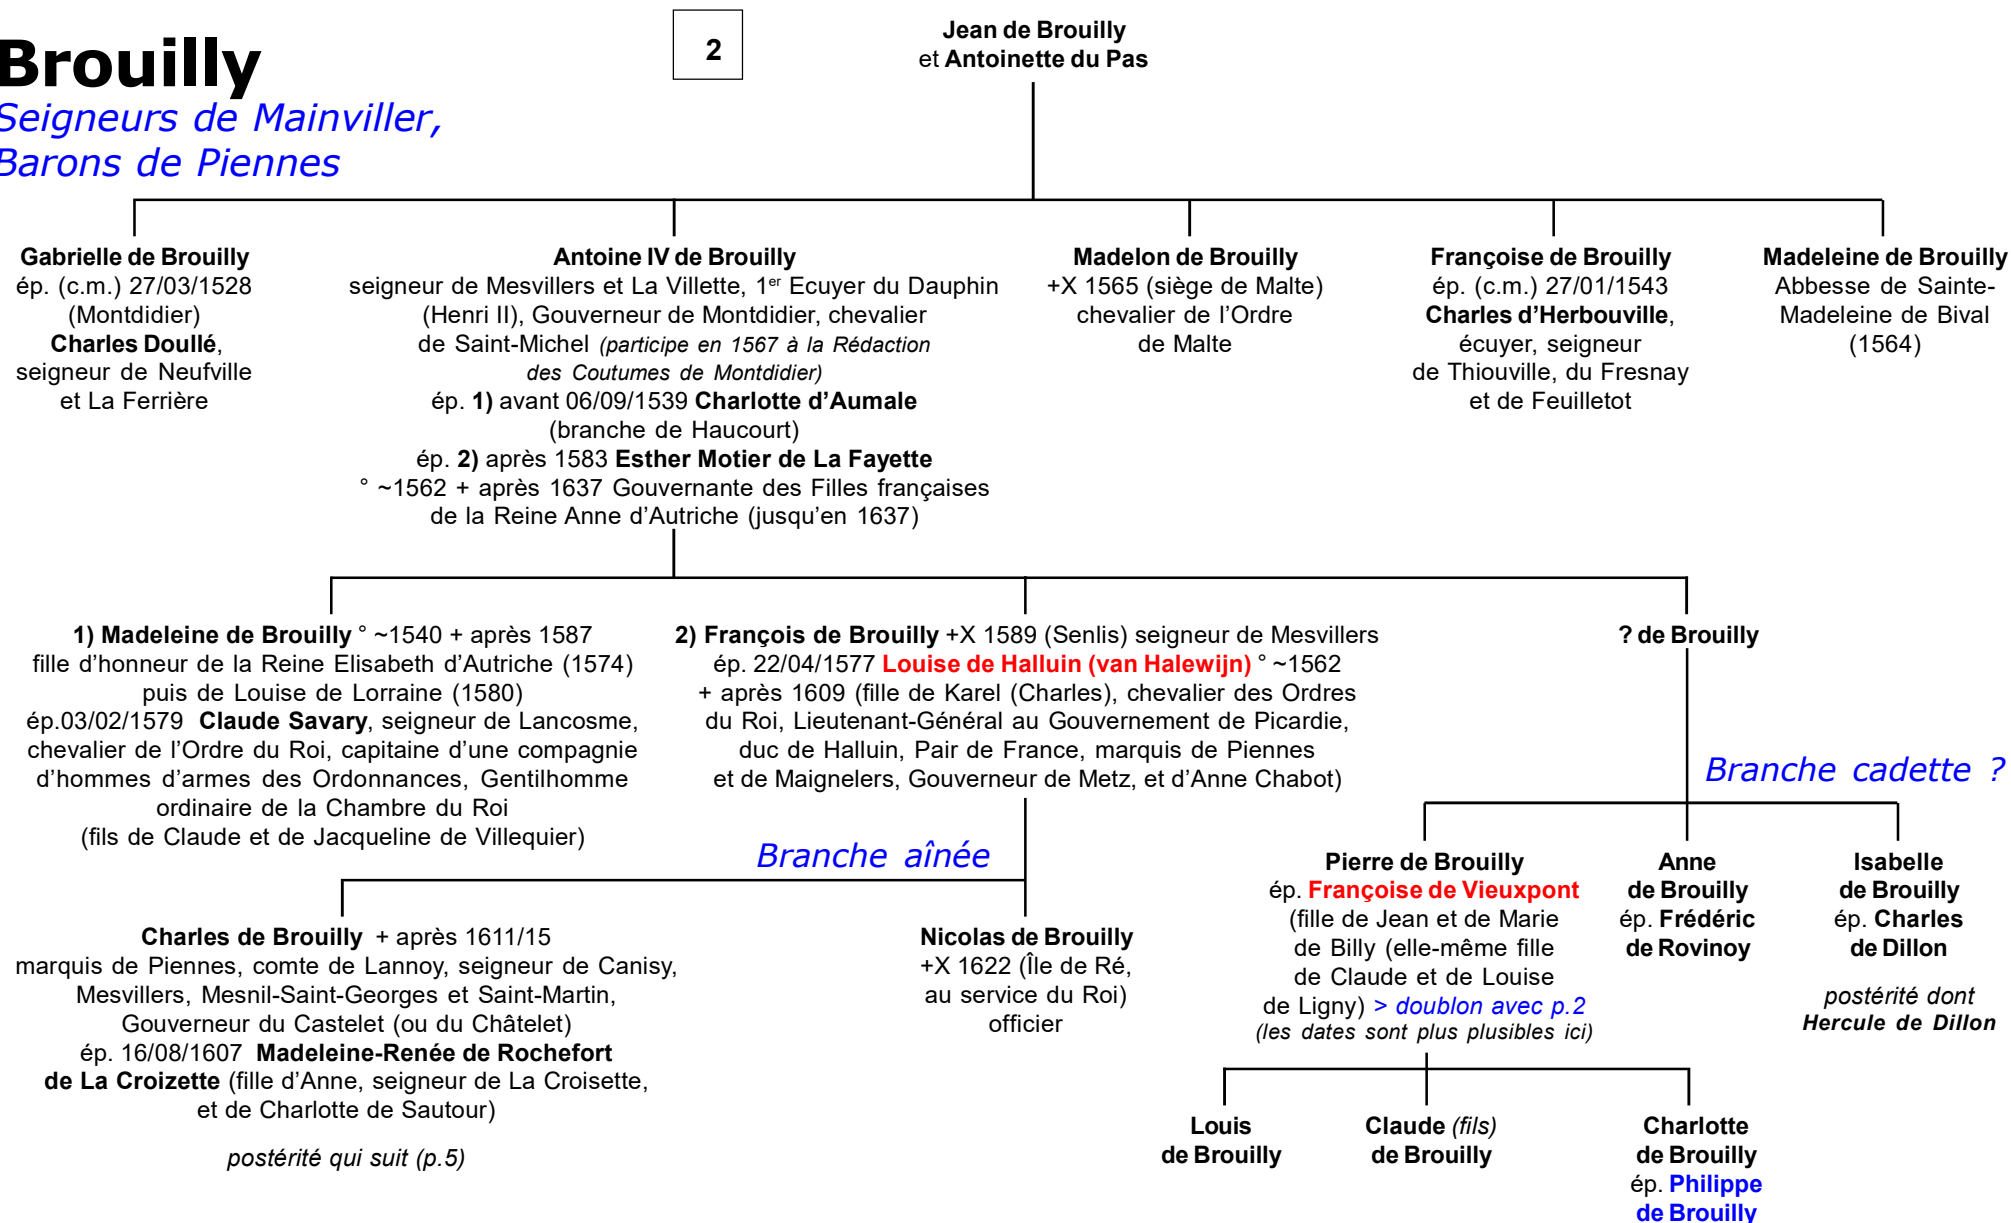 Brouilly
Seigneurs de Mainviller,
Barons de Piennes
2
Jean de Brouilly
et Antoinette du Pas
Gabrielle de Brouilly
ép. (c.m.) 27/03/1528
(Montdidier)
Charles Doullé,
seigneur de Neufville
et La Ferrière
Antoine IV de Brouilly
seigneur de Mesvillers et La Villette, 1er Ecuyer du Dauphin
(Henri II), Gouverneur de Montdidier, chevalier
de Saint-Michel (participe en 1567 à la Rédaction
des Coutumes de Montdidier)
ép. 1) avant 06/09/1539 Charlotte d'Aumale
(branche de Haucourt)
ép. 2) après 1583 Esther Motier de La Fayette
° ~1562 + après 1637 Gouvernante des Filles françaises
de la Reine Anne d'Autriche (jusqu'en 1637)
Madelon de Brouilly
+X 1565 (siège de Malte)
chevalier de l'Ordre
de Malte
Françoise de Brouilly
ép. (c.m.) 27/01/1543
Charles d'Herbouville,
écuyer, seigneur
de Thiouville, du Fresnay
et de Feuilletot
Madeleine de Brouilly
Abbesse de Sainte-
Madeleine de Bival
(1564)
1) Madeleine de Brouilly ° ~1540 + après 1587
fille d'honneur de la Reine Elisabeth d'Autriche (1574)
puis de Louise de Lorraine (1580)
ép.03/02/1579 Claude Savary, seigneur de Lancosme,
chevalier de l'Ordre du Roi, capitaine d'une compagnie
d'hommes d'armes des Ordonnances, Gentilhomme
ordinaire de la Chambre du Roi
(fils de Claude et de Jacqueline de Villequier)
2) François de Brouilly +X 1589 (Senlis) seigneur de Mesvillers
ép. 22/04/1577 Louise de Halluin (van Halewijn) ° ~1562
+ après 1609 (fille de Karel (Charles), chevalier des Ordres
du Roi, Lieutenant-Général au Gouvernement de Picardie,
duc de Halluin, Pair de France, marquis de Piennes
et de Maignelers, Gouverneur de Metz, et d'Anne Chabot)
? de Brouilly
Branche cadette ?
Branche aînée
Charles de Brouilly + après 1611/15
marquis de Piennes, comte de Lannoy, seigneur de Canisy,
Mesvillers, Mesnil-Saint-Georges et Saint-Martin,
Gouverneur du Castelet (ou du Châtelet)
ép. 16/08/1607 Madeleine-Renée de Rochefort
de La Croizette (fille d'Anne, seigneur de La Croisette,
et de Charlotte de Sautour)
postérité qui suit (p.5)
Nicolas de Brouilly
+X 1622 (Île de Ré,
au service du Roi)
officier
Pierre de Brouilly
ép. Françoise de Vieuxpont
(fille de Jean et de Marie
de Billy (elle-même fille
de Claude et de Louise
de Ligny) > doublon avec p.2
(les dates sont plus plusibles ici)
Anne
de Brouilly
ép. Frédéric
de Rovinoy
Isabelle
de Brouilly
ép. Charles
de Dillon
postérité dont
Hercule de Dillon
Louis
de Brouilly
Claude (fils)
de Brouilly
Charlotte
de Brouilly
ép. Philippe
de Brouilly